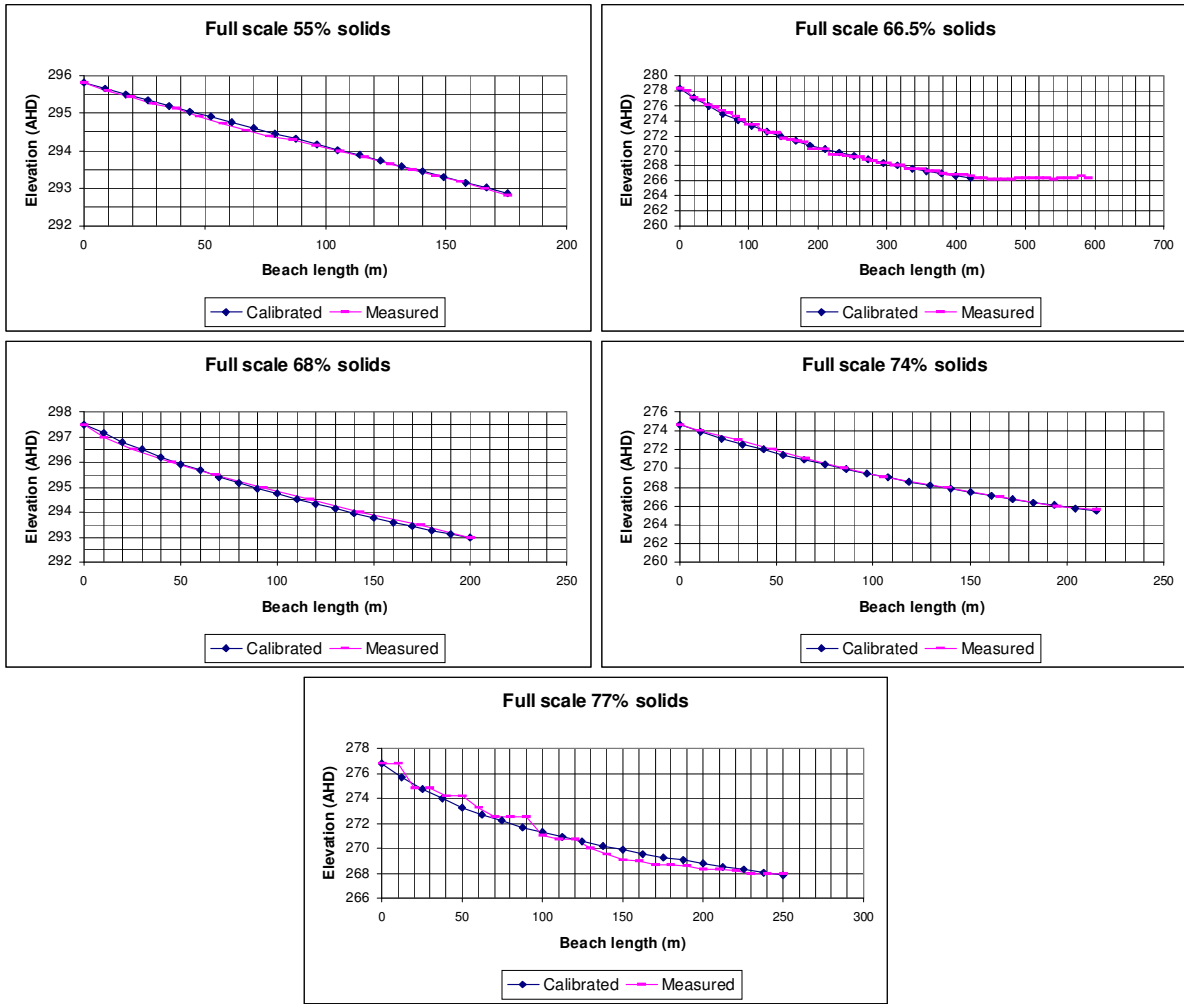 Full scale 55% solids
Elevation (AHD)
296
295
294
293
292
0 50 100 150 200
Beach length (m)
Calibrated Measured
Full scale 66.5% solids
Elevation (AHD)
280
278
276
274
272
270
268
266
264
262
260
0 100 200 300 400 500 600 700
Beach length (m)
Calibrated Measured
Full scale 68% solids
Elevation (AHD)
298
297
296
295
294
293
292
0 50 100 150 200 250
Beach length (m)
Calibrated Measured
Full scale 74% solids
Elevation (AHD)
276
274
272
270
268
266
264
262
260
0 50 100 150 200 250
Beach length (m)
Calibrated Measured
Full scale 77% solids
Elevation (AHD)
278
276
274
272
270
268
266
0 50 100 150 200 250 300
Beach length (m)
Calibrated Measured